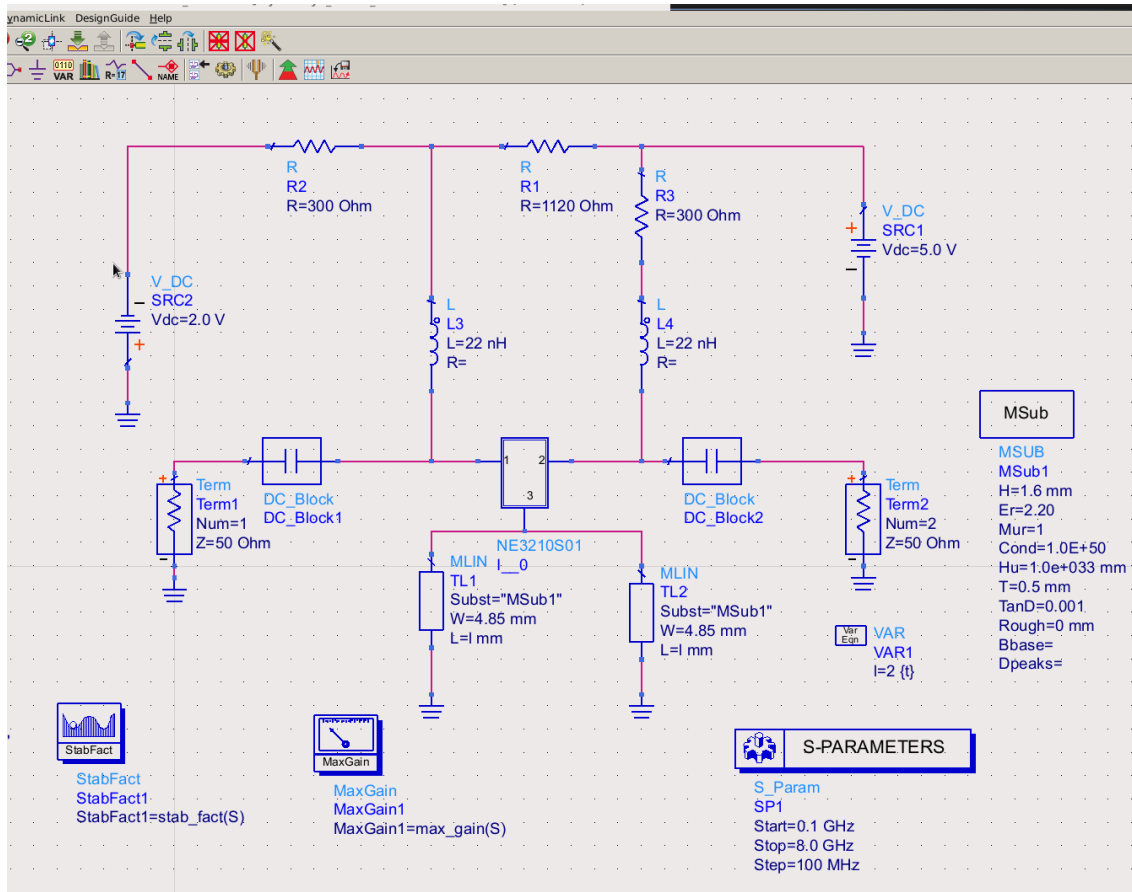 ynamicLink DesignGuide Help
0110
VAR
R=17
NAME
R
R2
R=300 Ohm
R
R1
R=1120 Ohm
R
R3
R=300 Ohm
V_DC
SRC1
Vdc=5.0 V
+
−
V_DC
SRC2
Vdc=2.0 V
−
+
L
L3
L=22 nH
R=
L
L4
L=22 nH
R=
MSub
MSUB
MSub1
H=1.6 mm
Er=2.20
Mur=1
Cond=1.0E+50
Hu=1.0e+033 mm
T=0.5 mm
TanD=0.001
Rough=0 mm
Bbase=
Dpeaks=
1 2
3
+
Term
Term1
Num=1
Z=50 Ohm
−
DC_Block
DC_Block1
DC_Block
DC_Block2
+
Term
Term2
Num=2
Z=50 Ohm
−
NE3210S01
I__0
MLIN
TL1
Subst="MSub1"
W=4.85 mm
L=l mm
MLIN
TL2
Subst="MSub1"
W=4.85 mm
L=l mm
Var
Eqn
VAR
VAR1
l=2 {t}
StabFact
StabFact
StabFact1
StabFact1=stab_fact(S)
MaxGain
MaxGain
MaxGain1
MaxGain1=max_gain(S)
S-PARAMETERS
S_Param
SP1
Start=0.1 GHz
Stop=8.0 GHz
Step=100 MHz